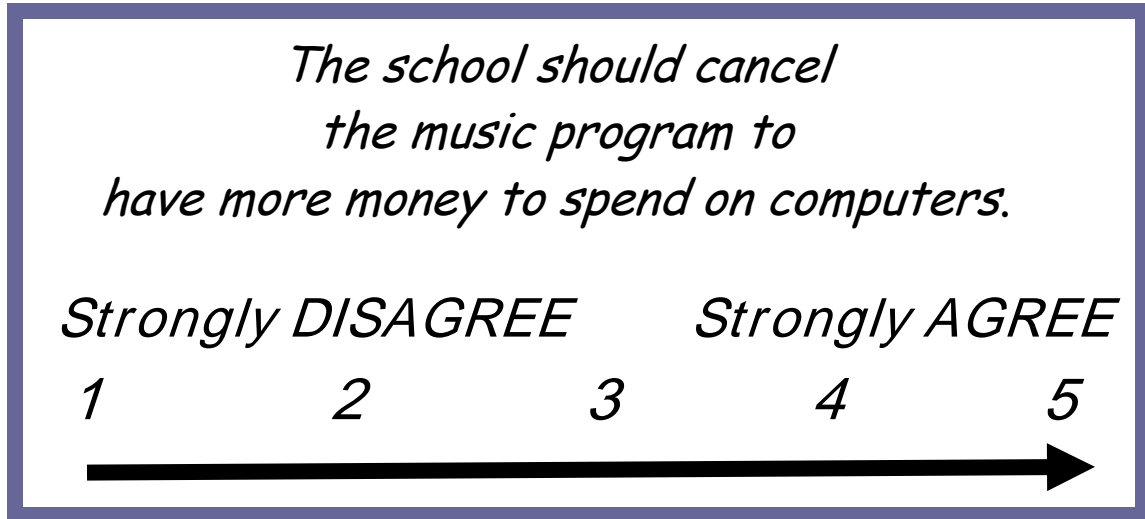 The school should cancel
the music program to
have more money to spend on computers.
Strongly DISAGREE Strongly AGREE
1 2 3 4 5